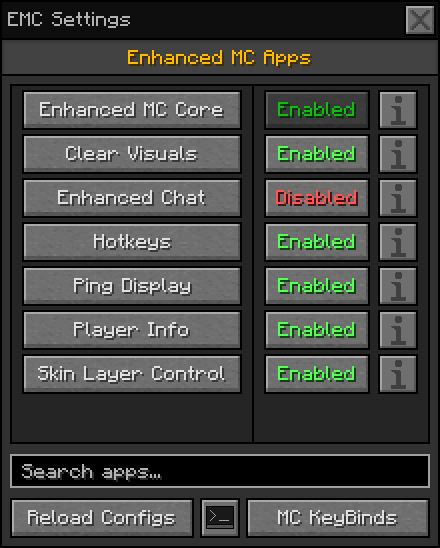 EMC Settings
Enhanced MC Apps
Enhanced MC Core Enabled i
Clear Visuals Enabled i
Enhanced Chat Disabled i
Hotkeys Enabled i
Ping Display Enabled i
Player Info Enabled i
Skin Layer Control Enabled i
Search apps...
Reload Configs >_ MC KeyBinds